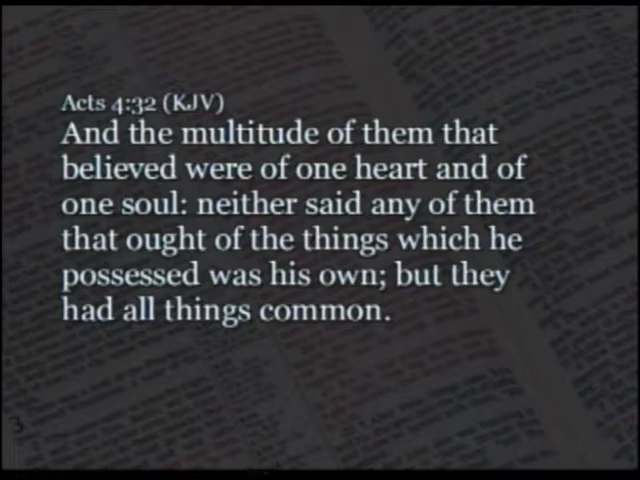 Acts 4:32 (KJV)
And the multitude of them that
believed were of one heart and of
one soul: neither said any of them
that ought of the things which he
possessed was his own; but they
had all things common.